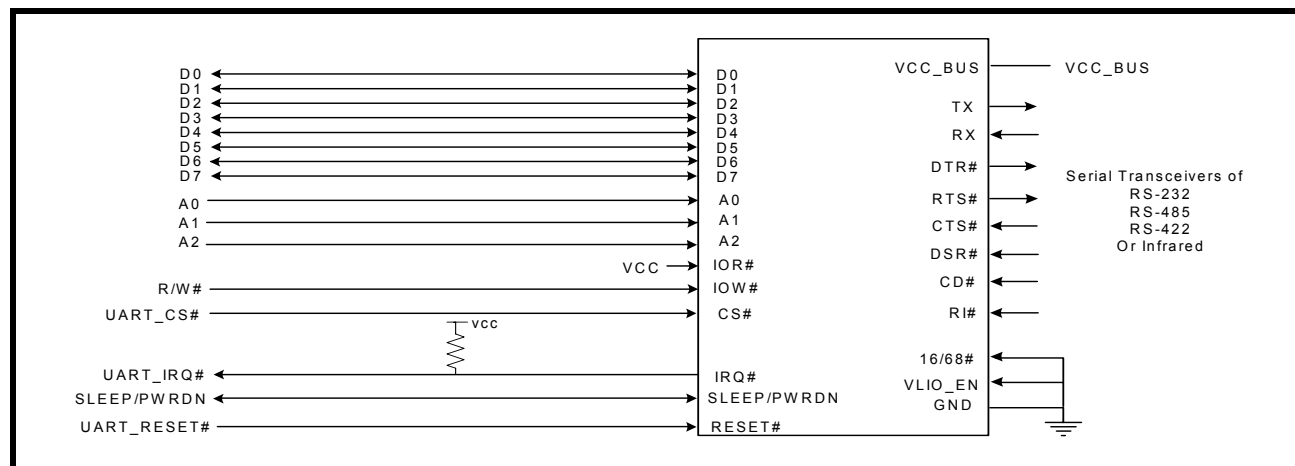 D0
D1
D2
D3
D4
D5
D6
D7
A0
A1
A2
R/W#
UART_CS#
UART_IRQ#
SLEEP/PWRDN
UART_RESET#
VCC
vcc
D0
D1
D2
D3
D4
D5
D6
D7
A0
A1
A2
IOR#
IOW#
CS#
IRQ#
SLEEP/PWRDN
RESET#
VCC_BUS
TX
RX
DTR#
RTS#
CTS#
DSR#
CD#
RI#
16/68#
VLIO_EN
GND
VCC_BUS
Serial Transceivers of
RS-232
RS-485
RS-422
Or Infrared